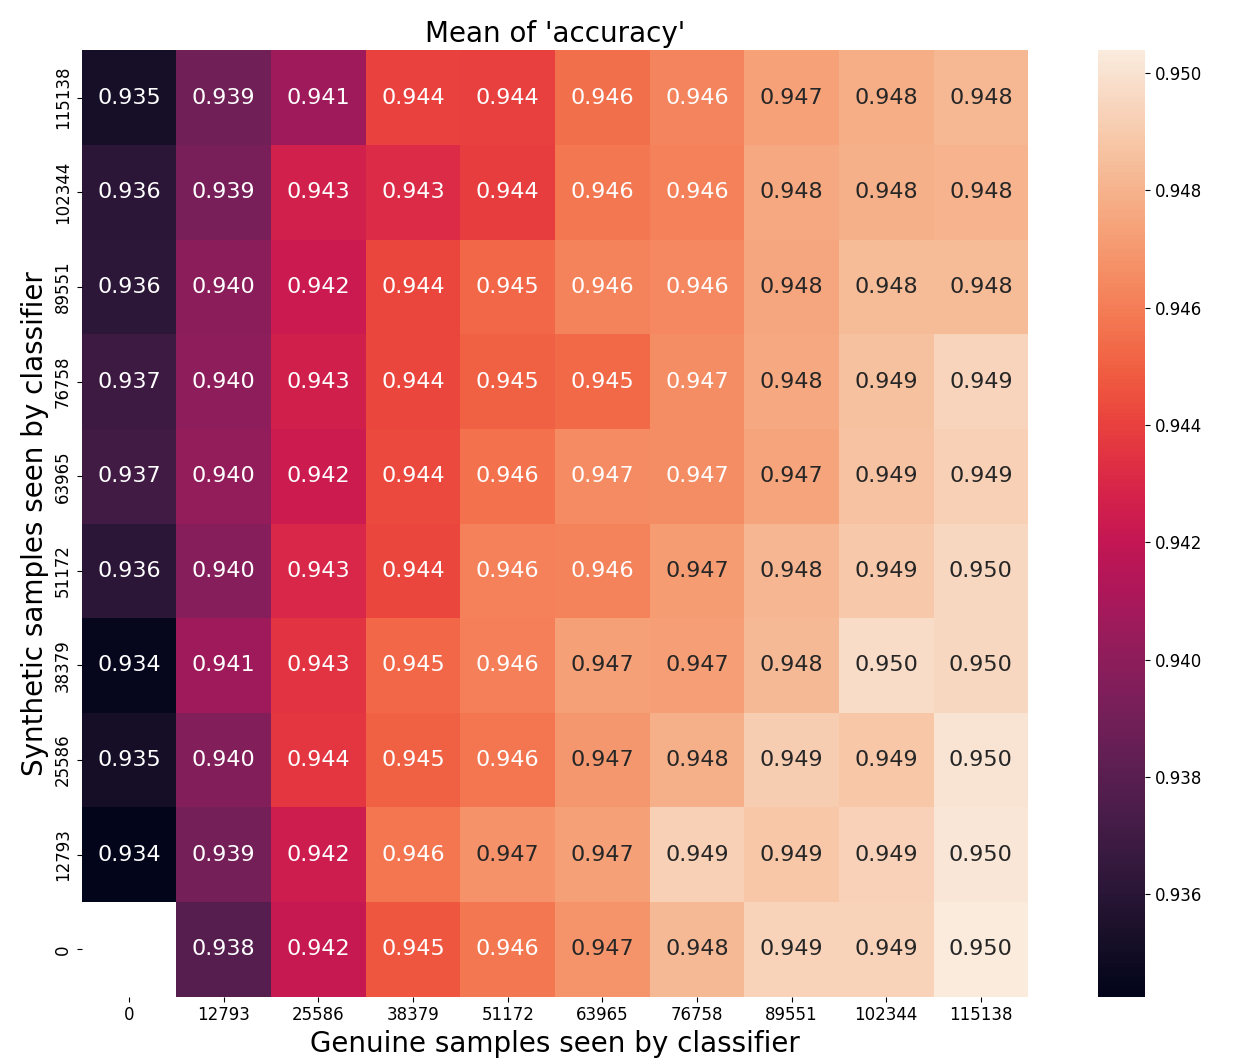 Mean of 'accuracy'
Synthetic samples seen by classifier
115138 0.935 0.939 0.941 0.944 0.944 0.946 0.946 0.947 0.948 0.948
102344 0.936 0.939 0.943 0.943 0.944 0.946 0.946 0.948 0.948 0.948
89551 0.936 0.940 0.942 0.944 0.945 0.946 0.946 0.948 0.948 0.948
76758 0.937 0.940 0.943 0.944 0.945 0.945 0.947 0.948 0.949 0.949
63965 0.937 0.940 0.942 0.944 0.946 0.947 0.947 0.947 0.949 0.949
51172 0.936 0.940 0.943 0.944 0.946 0.946 0.947 0.948 0.949 0.950
38379 0.934 0.941 0.943 0.945 0.946 0.947 0.947 0.948 0.950 0.950
25586 0.935 0.940 0.944 0.945 0.946 0.947 0.948 0.949 0.949 0.950
12793 0.934 0.939 0.942 0.946 0.947 0.947 0.949 0.949 0.949 0.950
0 0.938 0.942 0.945 0.946 0.947 0.948 0.949 0.949 0.950
0 12793 25586 38379 51172 63965 76758 89551 102344 115138
Genuine samples seen by classifier
0.950
0.948
0.946
0.944
0.942
0.940
0.938
0.936